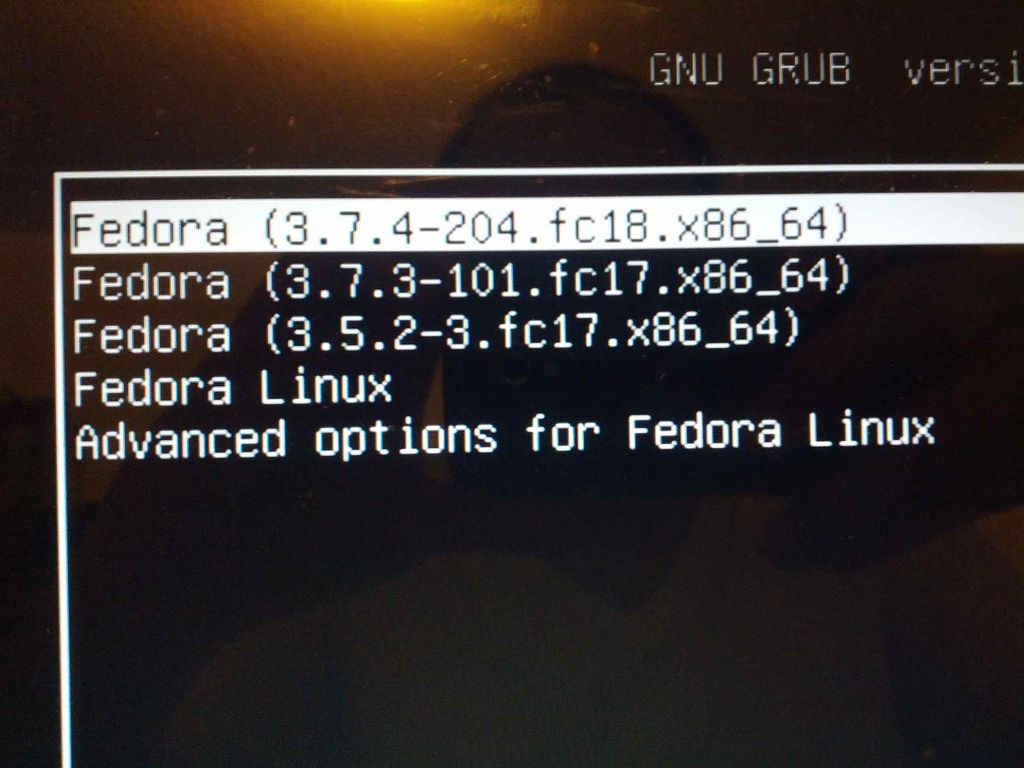 GNU GRUB versi
Fedora (3.7.4-204.fc18.x86_64)
Fedora (3.7.3-101.fc17.x86_64)
Fedora (3.5.2-3.fc17.x86_64)
Fedora Linux
Advanced options for Fedora Linux